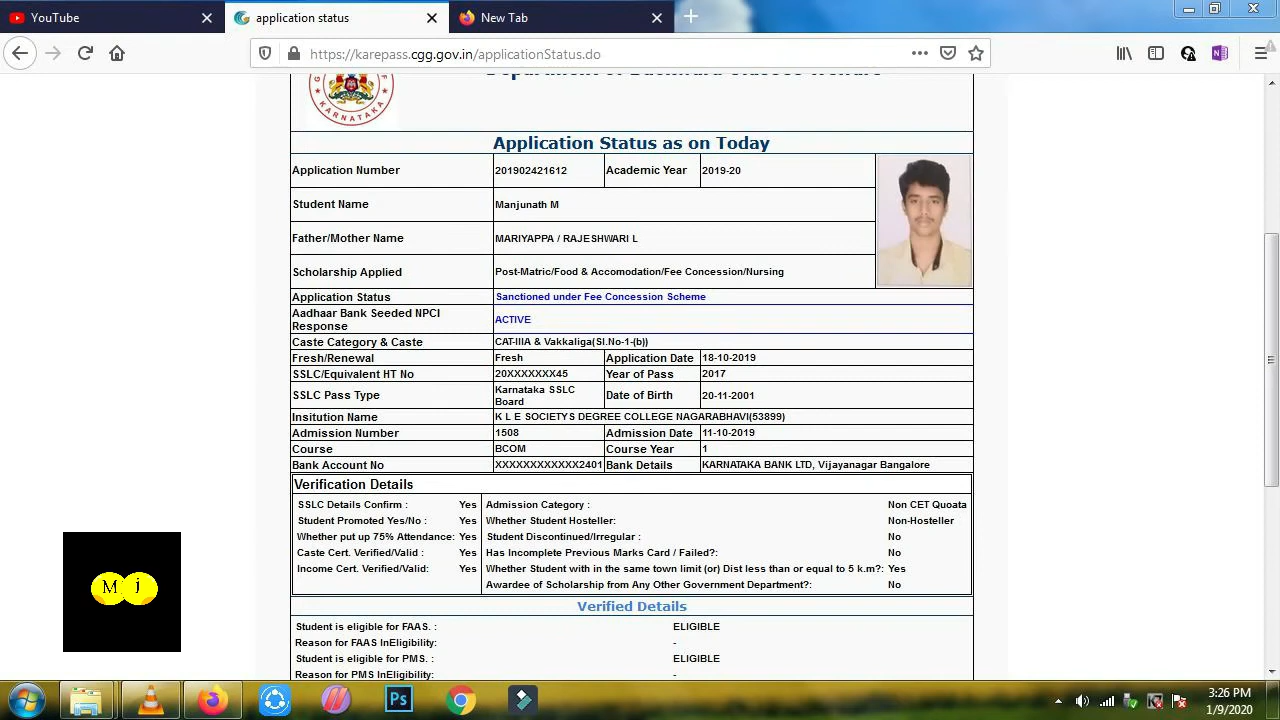 YouTube
application status
New Tab
https://karepass.cgg.gov.in/applicationStatus.do
Department of Backward Classes Welfare
KARNATAKA
Application Status as on Today
Application Number 201902421612 Academic Year 2019-20
Student Name Manjunath M
Father/Mother Name MARIYAPPA / RAJESHWARI L
Scholarship Applied Post-Matric/Food & Accomodation/Fee Concession/Nursing
Application Status Sanctioned under Fee Concession Scheme
Aadhaar Bank Seeded NPCI
Response ACTIVE
Caste Category & Caste CAT-IIIA & Vakkaliga(Sl.No-1-(b))
Fresh/Renewal Fresh Application Date 18-10-2019
SSLC/Equivalent HT No 20XXXXXXX45 Year of Pass 2017
SSLC Pass Type Karnataka SSLC
Board Date of Birth 20-11-2001
Insitution Name K L E SOCIETYS DEGREE COLLEGE NAGARABHAVI(53899)
Admission Number 1508 Admission Date 11-10-2019
Course BCOM Course Year 1
Bank Account No XXXXXXXXXXXX2401 Bank Details KARNATAKA BANK LTD, Vijayanagar Bangalore
Verification Details
SSLC Details Confirm : Yes Admission Category : Non CET Quoata
Student Promoted Yes/No : Yes Whether Student Hosteller: Non-Hosteller
Whether put up 75% Attendance: Yes Student Discontinued/Irregular : No
Caste Cert. Verified/Valid : Yes Has Incomplete Previous Marks Card / Failed?: No
Income Cert. Verified/Valid: Yes Whether Student with in the same town limit (or) Dist less than or equal to 5 k.m?: Yes
Awardee of Scholarship from Any Other Government Department?: No
M j
Verified Details
Student is eligible for FAAS. : ELIGIBLE
Reason for FAAS InEligibility: -
Student is eligible for PMS. : ELIGIBLE
Reason for PMS InEligibility: -
Ps
3:26 PM
1/9/2020